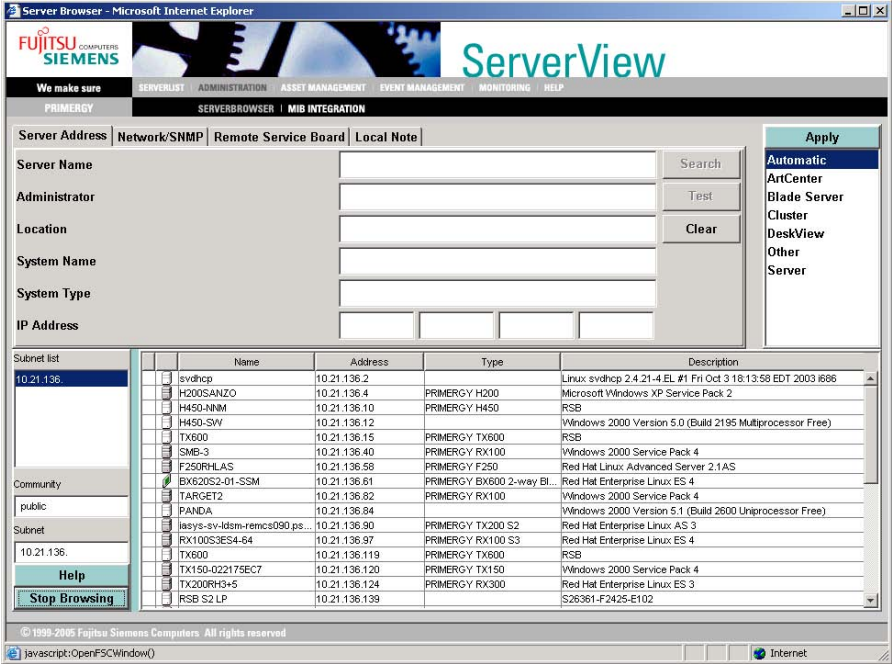 Server Browser - Microsoft Internet Explorer
FUJITSU COMPUTERS
SIEMENS
ServerView
We make sure
SERVERLIST | ADMINISTRATION | ASSET MANAGEMENT | EVENT MANAGEMENT | MONITORING | HELP
PRIMERGY
SERVERBROWSER | MIB INTEGRATION
Server Address Network/SNMP Remote Service Board Local Note
Server Name
Search
Administrator
Test
Location
Clear
System Name
System Type
IP Address
Apply
Automatic
ArtCenter
Blade Server
Cluster
DeskView
Other
Server
Subnet list
10.21.136.
Community
public
Subnet
10.21.136.
Help
Stop Browsing
Name Address Type Description
svdhcp 10.21.136.2 Linux svdhcp 2.4.21-4.EL #1 Fri Oct 3 18:13:58 EDT 2003 i686
H200SANZO 10.21.136.4 PRIMERGY H200 Microsoft Windows XP Service Pack 2
H450-NNM 10.21.136.10 PRIMERGY H450 RSB
H450-SW 10.21.136.12 Windows 2000 Version 5.0 (Build 2195 Multiprocessor Free)
TX600 10.21.136.15 PRIMERGY TX600 RSB
SMB-3 10.21.136.40 PRIMERGY RX100 Windows 2000 Service Pack 4
F250RHLAS 10.21.136.58 PRIMERGY F250 Red Hat Linux Advanced Server 2.1AS
BX620S2-01-SSM 10.21.136.61 PRIMERGY BX600 2-way Bl... Red Hat Enterprise Linux ES 4
TARGET2 10.21.136.82 PRIMERGY RX100 Windows 2000 Service Pack 4
PANDA 10.21.136.84 Windows 2000 Version 5.1 (Build 2600 Uniprocessor Free)
iasys-sv-ldsm-remcs090.ps... 10.21.136.90 PRIMERGY TX200 S2 Red Hat Enterprise Linux AS 3
RX100S3ES4-64 10.21.136.97 PRIMERGY RX100 S3 Red Hat Enterprise Linux ES 4
TX600 10.21.136.119 PRIMERGY TX600 RSB
TX150-022175EC7 10.21.136.120 PRIMERGY TX150 Windows 2000 Service Pack 4
TX200RH3+5 10.21.136.124 PRIMERGY RX300 Red Hat Enterprise Linux ES 3
RSB S2 LP 10.21.136.139 S26361-F2425-E102
© 1999-2005 Fujitsu Siemens Computers All rights reserved
javascript:OpenFSCWindow()
Internet